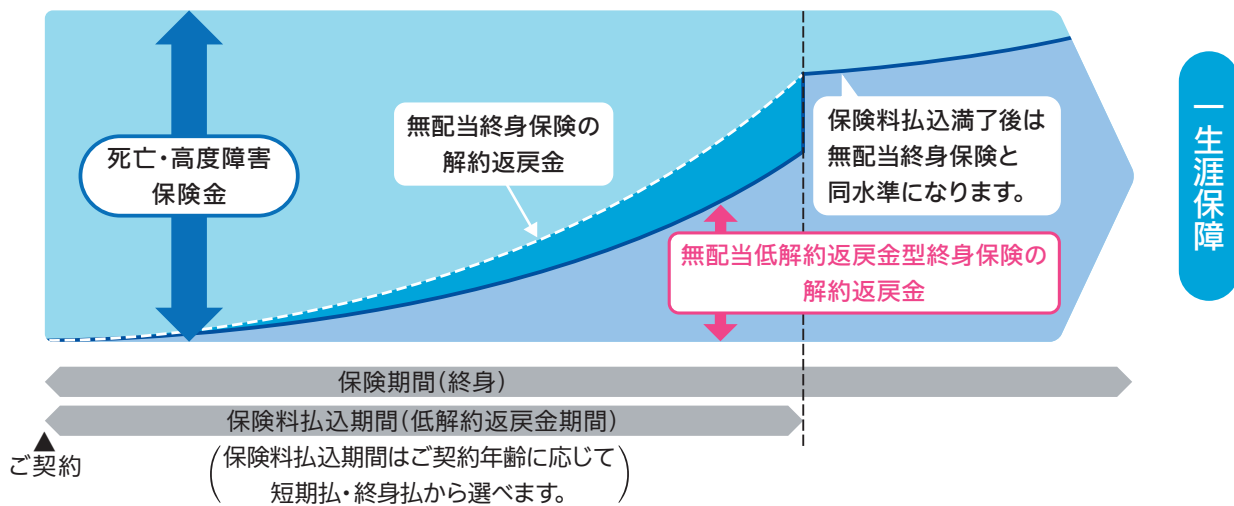 死亡・高度障害
保険金
無配当終身保険の
解約返戻金
保険料払込満了後は
無配当終身保険と
同水準になります。
無配当低解約返戻金型終身保険の
解約返戻金
一生涯保障
保険期間(終身)
保険料払込期間(低解約返戻金期間)
▲
ご契約
(保険料払込期間はご契約年齢に応じて
短期払・終身払から選べます。)